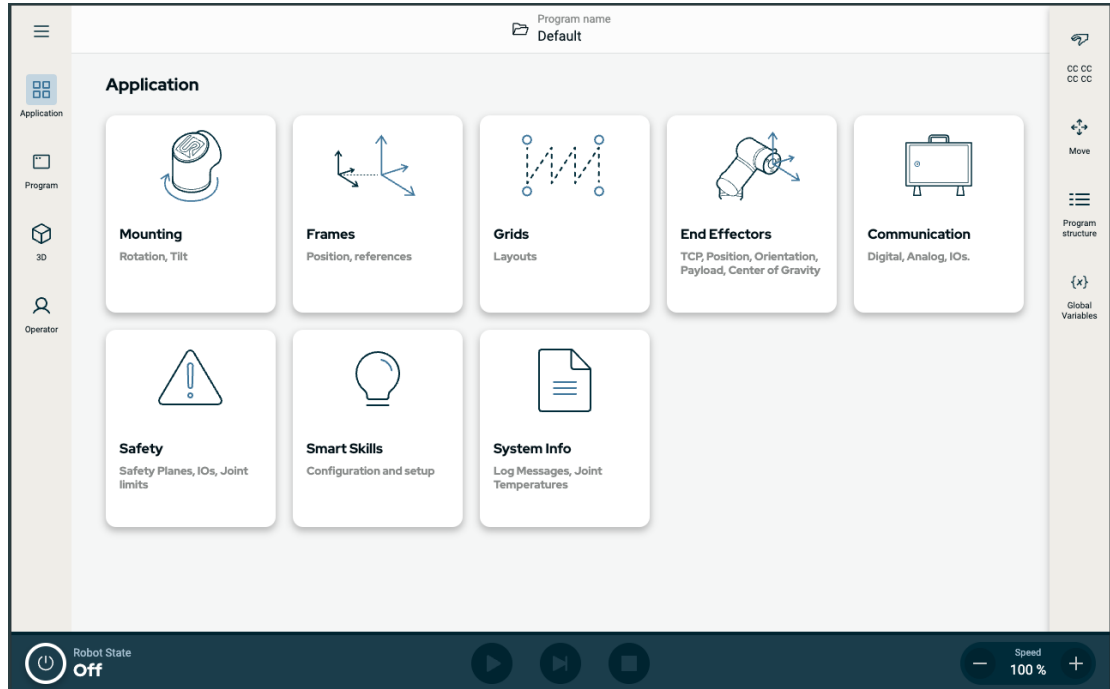 Program name
Default
Application
Program
3D
Operator
Application
Mounting
Rotation, Tilt
Frames
Position, references
Grids
Layouts
End Effectors
TCP, Position, Orientation,
Payload, Center of Gravity
Communication
Digital, Analog, IOs.
Safety
Safety Planes, IOs, Joint
limits
Smart Skills
Configuration and setup
System Info
Log Messages, Joint
Temperatures
CC CC
CC CC
Move
Program
structure
{x}
Global
Variables
Robot State
Off
Speed
100 %